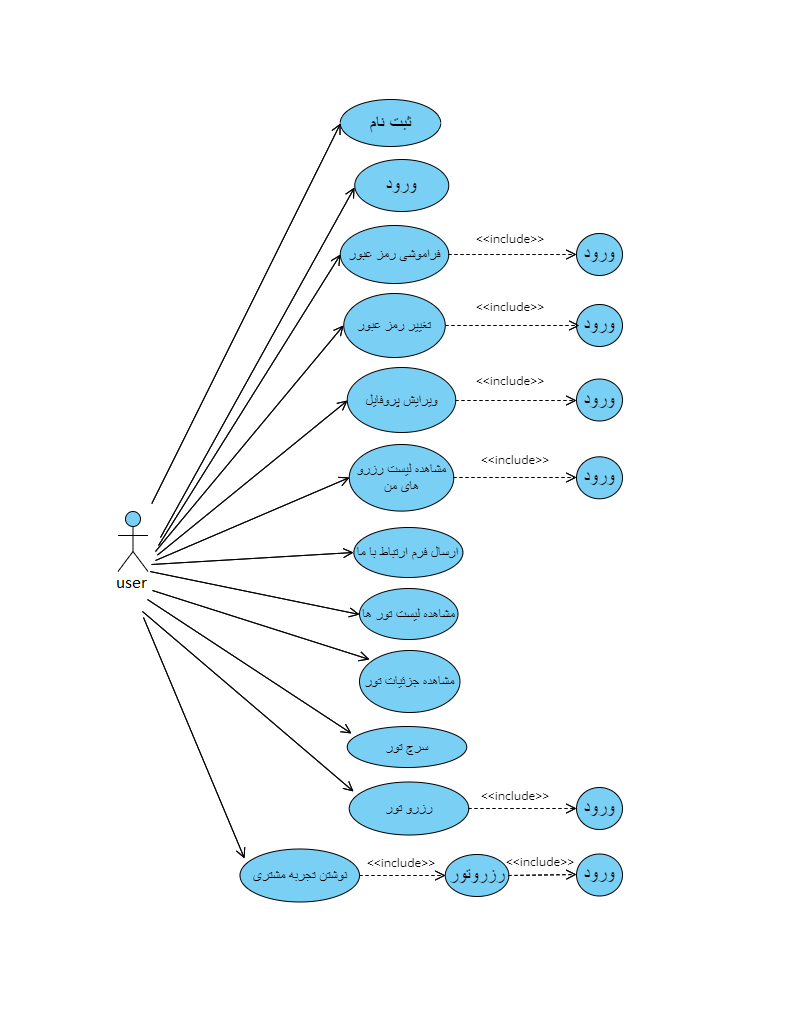 ثبت نام
ورود
فراموشی رمز عبور
<<include>>
ورود
تغییر رمز عبور
<<include>>
ورود
ویرایش پروفایل
<<include>>
ورود
مشاهده لیست رزرو
های من
<<include>>
ورود
user
ارسال فرم ارتباط با ما
مشاهده لیست تور ها
مشاهده جزئیات تور
سرچ تور
رزرو تور
<<include>>
ورود
نوشتن تجربه مشتری
<<include>>
رزروتور
<<include>>
ورود